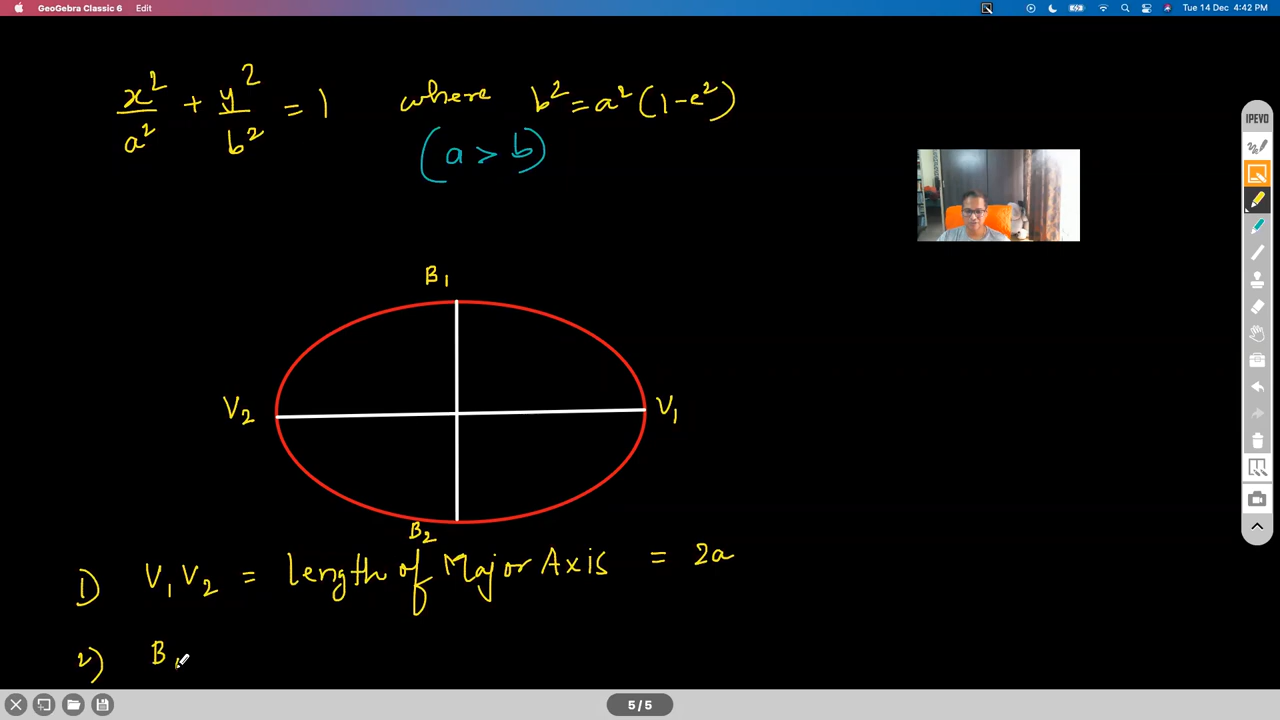 GeoGebra Classic 6 Edit Tue 14 Dec 4:42 PM
x²/a² + y²/b² = 1 where b² = a² (1-e²)
(a > b)
IPEVO
B₁
V₂ V₁
B₂
1) V₁V₂ = length of Major Axis = 2a
2) B
5/5